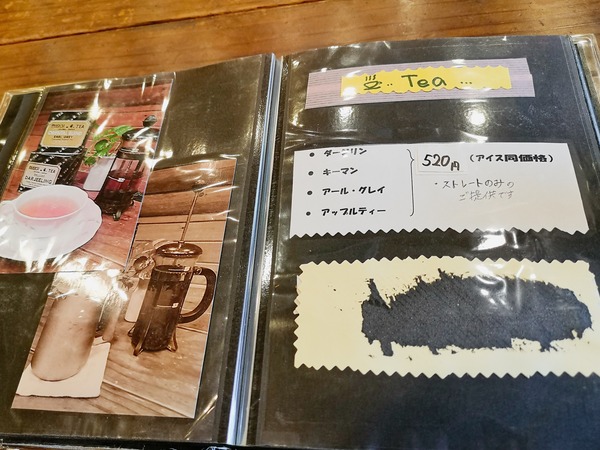 DARJEELING
‥ Tea …
• ダージリン
• キーマン
• アール・グレイ
• アップルティー
520円 (アイス同価格)
・ストレートのみの
ご提供です